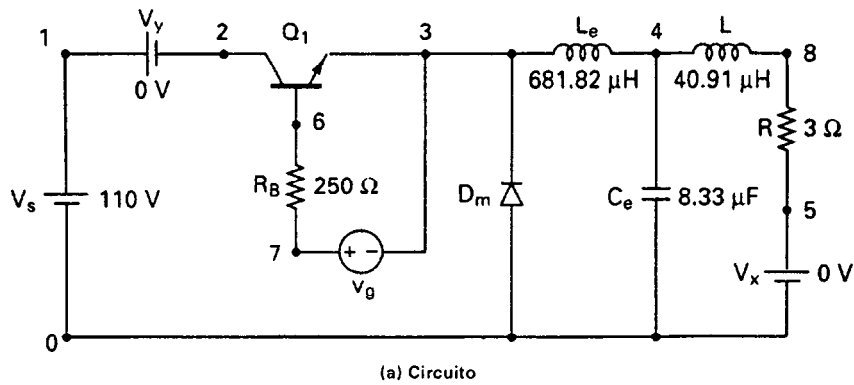 V_y
1
2
Q_1
3
L_e
4
L
8
0 V
681.82 μH
40.91 μH
6
R
3 Ω
V_s
110 V
R_B
250 Ω
D_m
C_e
8.33 μF
5
7
+ −
V_x
0 V
v_g
0
(a) Circuito